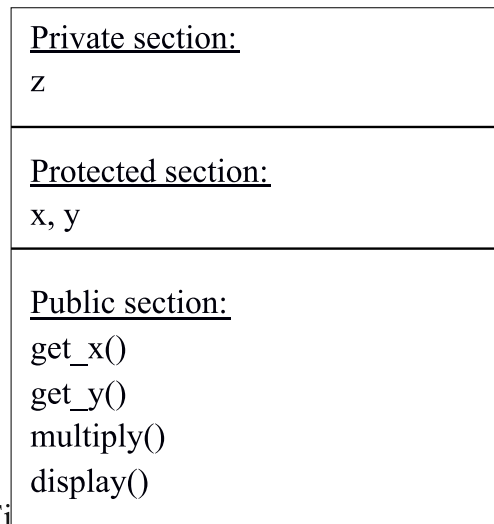 Private section:
z
Protected section:
x, y
Public section:
get_x()
get_y()
multiply()
display()